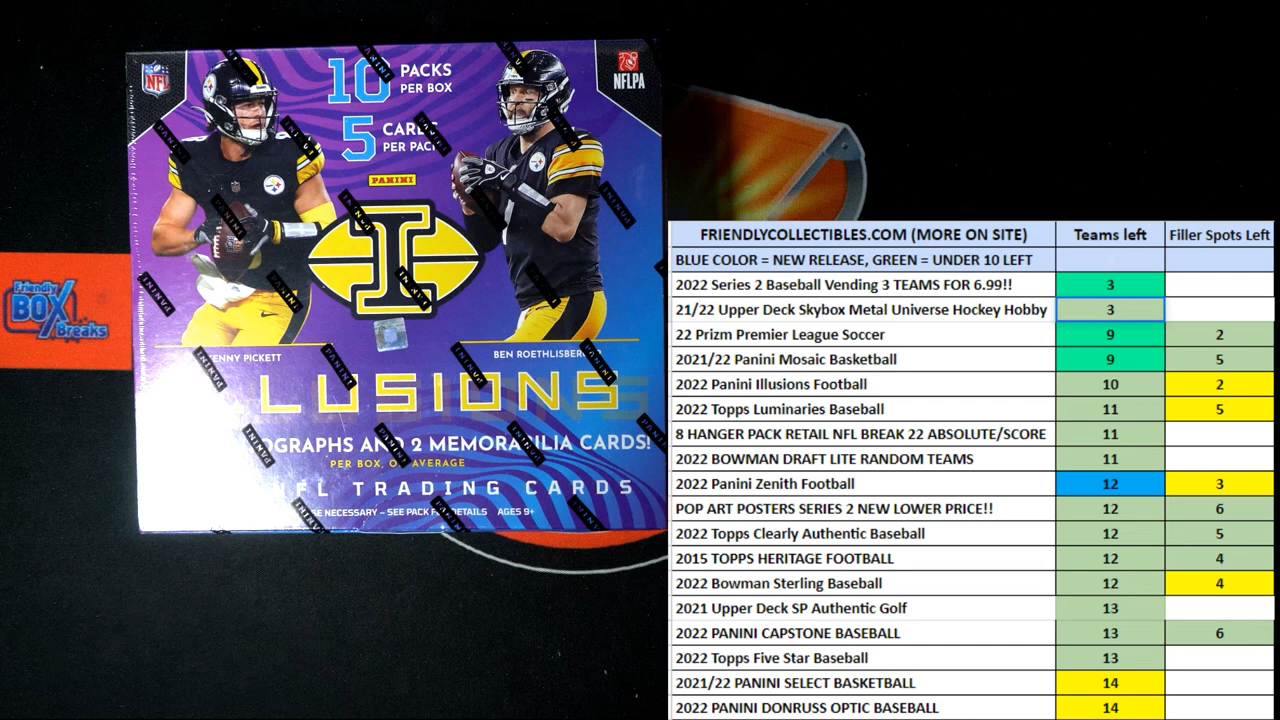 10 PACKS
PER BOX
5 CARDS
PER PACK
NFL
NFLPA
PANINI
I
ENNY PICKETT
BEN ROETHLISBER
LUSIONS
OGRAPHS AND 2 MEMORABILIA CARDS!
PER BOX, ON AVERAGE
FL TRADING CARDS
SE NECESSARY – SEE PACK FOR DETAILS AGES 9+
Friendly
BOX
Breaks
FRIENDLYCOLLECTIBLES.COM (MORE ON SITE) Teams left Filler Spots Left
BLUE COLOR = NEW RELEASE, GREEN = UNDER 10 LEFT
2022 Series 2 Baseball Vending 3 TEAMS FOR 6.99!! 3
21/22 Upper Deck Skybox Metal Universe Hockey Hobby 3
22 Prizm Premier League Soccer 9 2
2021/22 Panini Mosaic Basketball 9 5
2022 Panini Illusions Football 10 2
2022 Topps Luminaries Baseball 11 5
8 HANGER PACK RETAIL NFL BREAK 22 ABSOLUTE/SCORE 11
2022 BOWMAN DRAFT LITE RANDOM TEAMS 11
2022 Panini Zenith Football 12 3
POP ART POSTERS SERIES 2 NEW LOWER PRICE!! 12 6
2022 Topps Clearly Authentic Baseball 12 5
2015 TOPPS HERITAGE FOOTBALL 12 4
2022 Bowman Sterling Baseball 12 4
2021 Upper Deck SP Authentic Golf 13
2022 PANINI CAPSTONE BASEBALL 13 6
2022 Topps Five Star Baseball 13
2021/22 PANINI SELECT BASKETBALL 14
2022 PANINI DONRUSS OPTIC BASEBALL 14